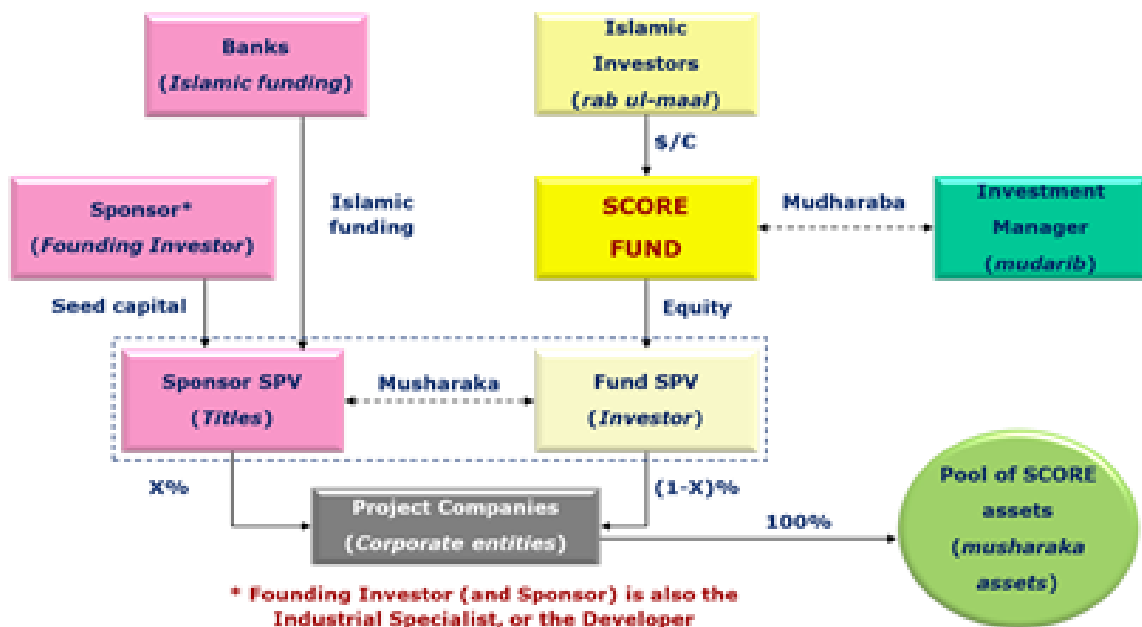 Banks
(Islamic funding)
Islamic
Investors
(rab ul-maal)
$/C
Sponsor*
(Founding Investor)
Islamic
funding
SCORE
FUND
Mudharaba
Investment
Manager
(mudarib)
Seed capital
Equity
Sponsor SPV
(Titles)
Musharaka
Fund SPV
(Investor)
X%
(1-X)%
Project Companies
(Corporate entities)
100%
Pool of SCORE
assets
(musharaka
assets)
* Founding Investor (and Sponsor) is also the
Industrial Specialist, or the Developer